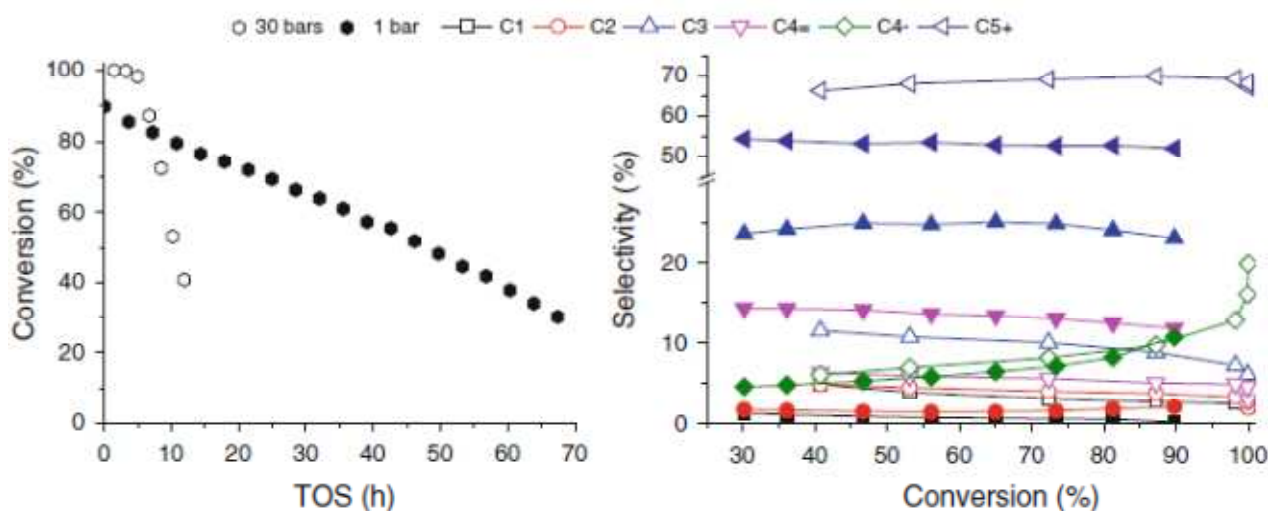 30 bars 1 bar C1 C2 C3 C4= C4- C5+
100
80
60
40
20
0
Conversion (%)
0 10 20 30 40 50 60 70
TOS (h)
70
60
50
20
10
0
Selectivity (%)
30 40 50 60 70 80 90 100
Conversion (%)